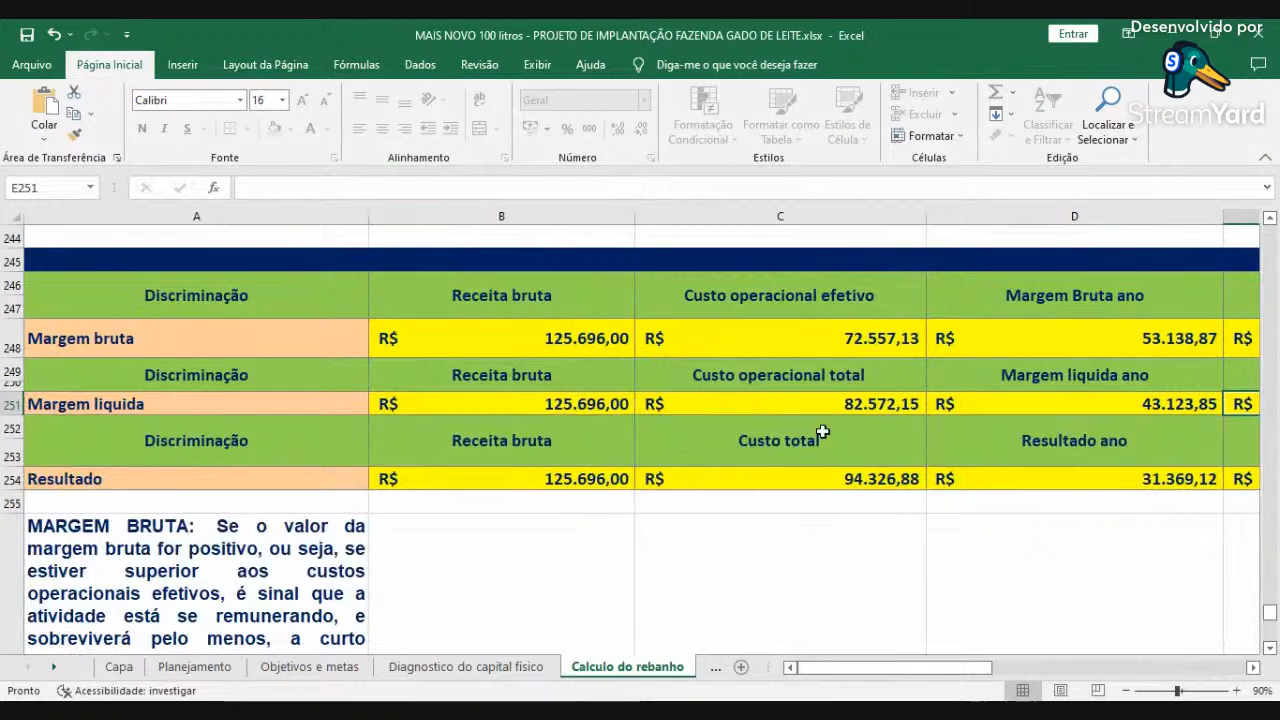 Desenvolvido por
StreamYard
MAIS NOVO 100 litros - PROJETO DE IMPLANTAÇÃO FAZENDA GADO DE LEITE.xlsx - Excel
Entrar
Arquivo Página Inicial Inserir Layout da Página Fórmulas Dados Revisão Exibir Ajuda Diga-me o que você deseja fazer
Colar
Calibri 16
N I S
Geral
% 000
Formatação Condicional
Formatar como Tabela
Estilos de Célula
Inserir
Excluir
Formatar
Classificar e Filtrar
Localizar e Selecionar
Área de Transferência Fonte Alinhamento Número Estilos Células Edição
E251 fx
A B C D
244
245
246
247
Discriminação Receita bruta Custo operacional efetivo Margem Bruta ano
248 Margem bruta R$ 125.696,00 R$ 72.557,13 R$ 53.138,87 R$
249 Discriminação Receita bruta Custo operacional total Margem liquida ano
250
251 Margem liquida R$ 125.696,00 R$ 82.572,15 R$ 43.123,85 R$
252
253
Discriminação Receita bruta Custo total Resultado ano
254 Resultado R$ 125.696,00 R$ 94.326,88 R$ 31.369,12 R$
255
MARGEM BRUTA: Se o valor da
margem bruta for positivo, ou seja, se
estiver superior aos custos
operacionais efetivos, é sinal que a
atividade está se remunerando, e
sobreviverá pelo menos, a curto
Capa Planejamento Objetivos e metas Diagnostico do capital fisico Calculo do rebanho ...
Pronto Acessibilidade: investigar 90%